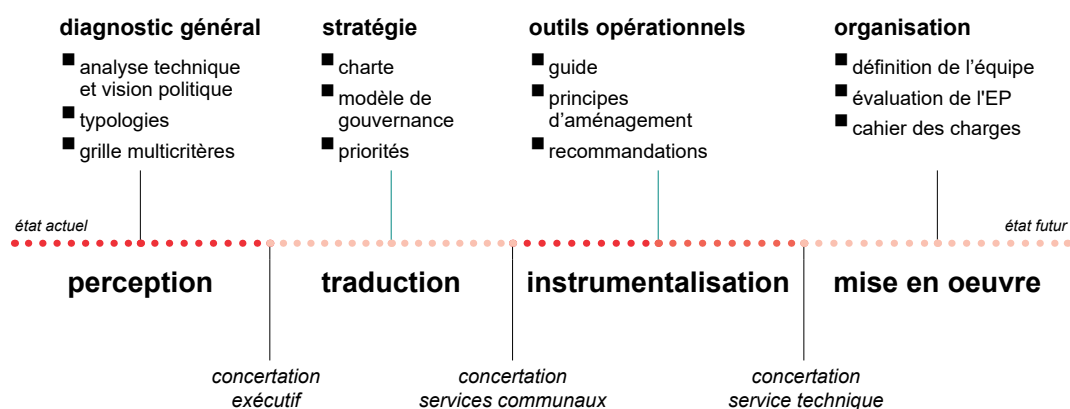 diagnostic général
analyse technique
et vision politique
typologies
grille multicritères
stratégie
charte
modèle de
gouvernance
priorités
outils opérationnels
guide
principes
d'aménagement
recommandations
organisation
définition de l'équipe
évaluation de l'EP
cahier des charges
état actuel
état futur
perception
traduction
instrumentalisation
mise en oeuvre
concertation
exécutif
concertation
services communaux
concertation
service technique